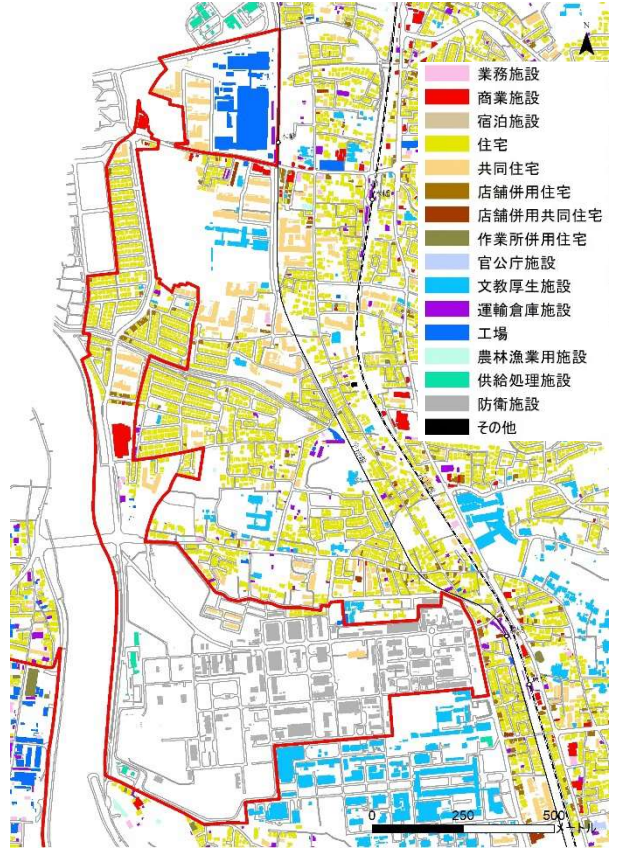 N
業務施設
商業施設
宿泊施設
住宅
共同住宅
店舗併用住宅
店舗併用共同住宅
作業所併用住宅
官公庁施設
文教厚生施設
運輸倉庫施設
工場
農林漁業用施設
供給処理施設
防衛施設
その他
0 250 500
メートル